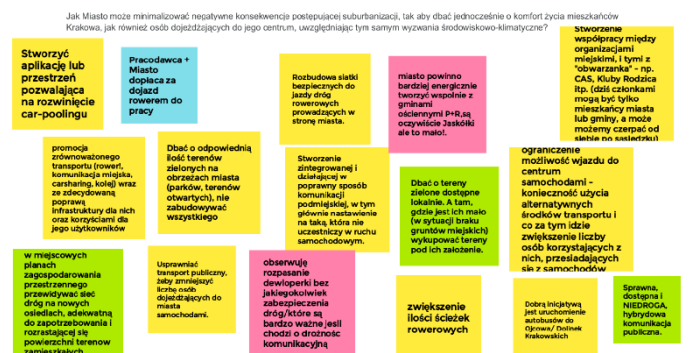 Jak Miasto może minimalizować negatywne konsekwencje postępującej suburbanizacji, tak aby dbać jednocześnie o komfort życia mieszkańców
Krakowa, jak również osób dojeżdżających do jego centrum, uwzględniając tym samym wyzwania środowiskowo-klimatyczne?
Stworzyć
aplikację lub
przestrzeń
pozwalająca
na rozwinięcie
car-poolingu
Pracodawca +
Miasto
dopłaca za
dojazd
rowerem do
pracy
Rozbudowa siatki
bezpiecznych do
jazdy dróg
rowerowych
prowadzących w
stronę miasta.
miasto powinno
bardziej energicznie
tworzyć wspolnie z
gminami
ościennymi P+R,są
oczywiście Jaskółki
ale to mało!.
Stworzenie
współpracy między
organizacjami
miejskimi, i tymi z
"obwarzanka" - np.
CAS, Kluby Rodzica
itp. (dziś członkami
mogą być tylko
mieszkańcy miasta
lub gminy, a może
możemy czerpać od
siebie po sąsiedzku)
promocja
zrównoważonego
transportu (rower,
komunikacja miejska,
carsharing, kolej) wraz
ze zdecydowaną
poprawą
infrastruktury dla nich
oraz korzyściami dla
jego użytkowników
Dbać o odpowiednią
ilość terenów
zielonych na
obrzeżach miasta
(parków, terenów
otwartych), nie
zabudowywać
wszystkiego
Stworzenie
zintegrowanej i
działającej w
poprawny sposób
komunikacji
podmiejskiej, w tym
głównie nastawienie
na taką, która nie
uczestniczy w ruchu
samochodowym.
Dbać o tereny
zielone dostępne
lokalnie. A tam,
gdzie jest ich mało
(w sytuacji braku
gruntów miejskich)
wykupować tereny
pod ich założenie.
ograniczenie
możliwość wjazdu do
centrum
samochodami -
konieczność użycia
alternatywnych
środków transportu i
co za tym idzie
zwiększenie liczby
osób korzystających z
nich, przesiadających
się z samochodów
w miejscowych
planach
zagospodarowania
przestrzennego
przewidywać sieć
dróg na nowych
osiedlach, adekwatną
do zapotrzebowania i
rozrastającej się
powierzchni terenow
zamieszkałych
Usprawniać
transport publiczny,
żeby zmniejszyć
liczbę osób
dojeżdżających do
miasta
samochodami.
obserwuję
rozpasanie
dewloperki bez
jakiegokolwiek
zabezpieczenia
dróg/które są
bardzo ważne jesli
chodzi o drożnośc
komunikacyjną
zwiększenie
ilości ścieżek
rowerowych
Dobrą inicjatywą
jest uruchomienie
autobusów do
Ojcowa/ Dolinek
Krakowskich
Sprawna,
dostępna i
NIEDROGA,
hybrydowa
komunikacja
publiczna.